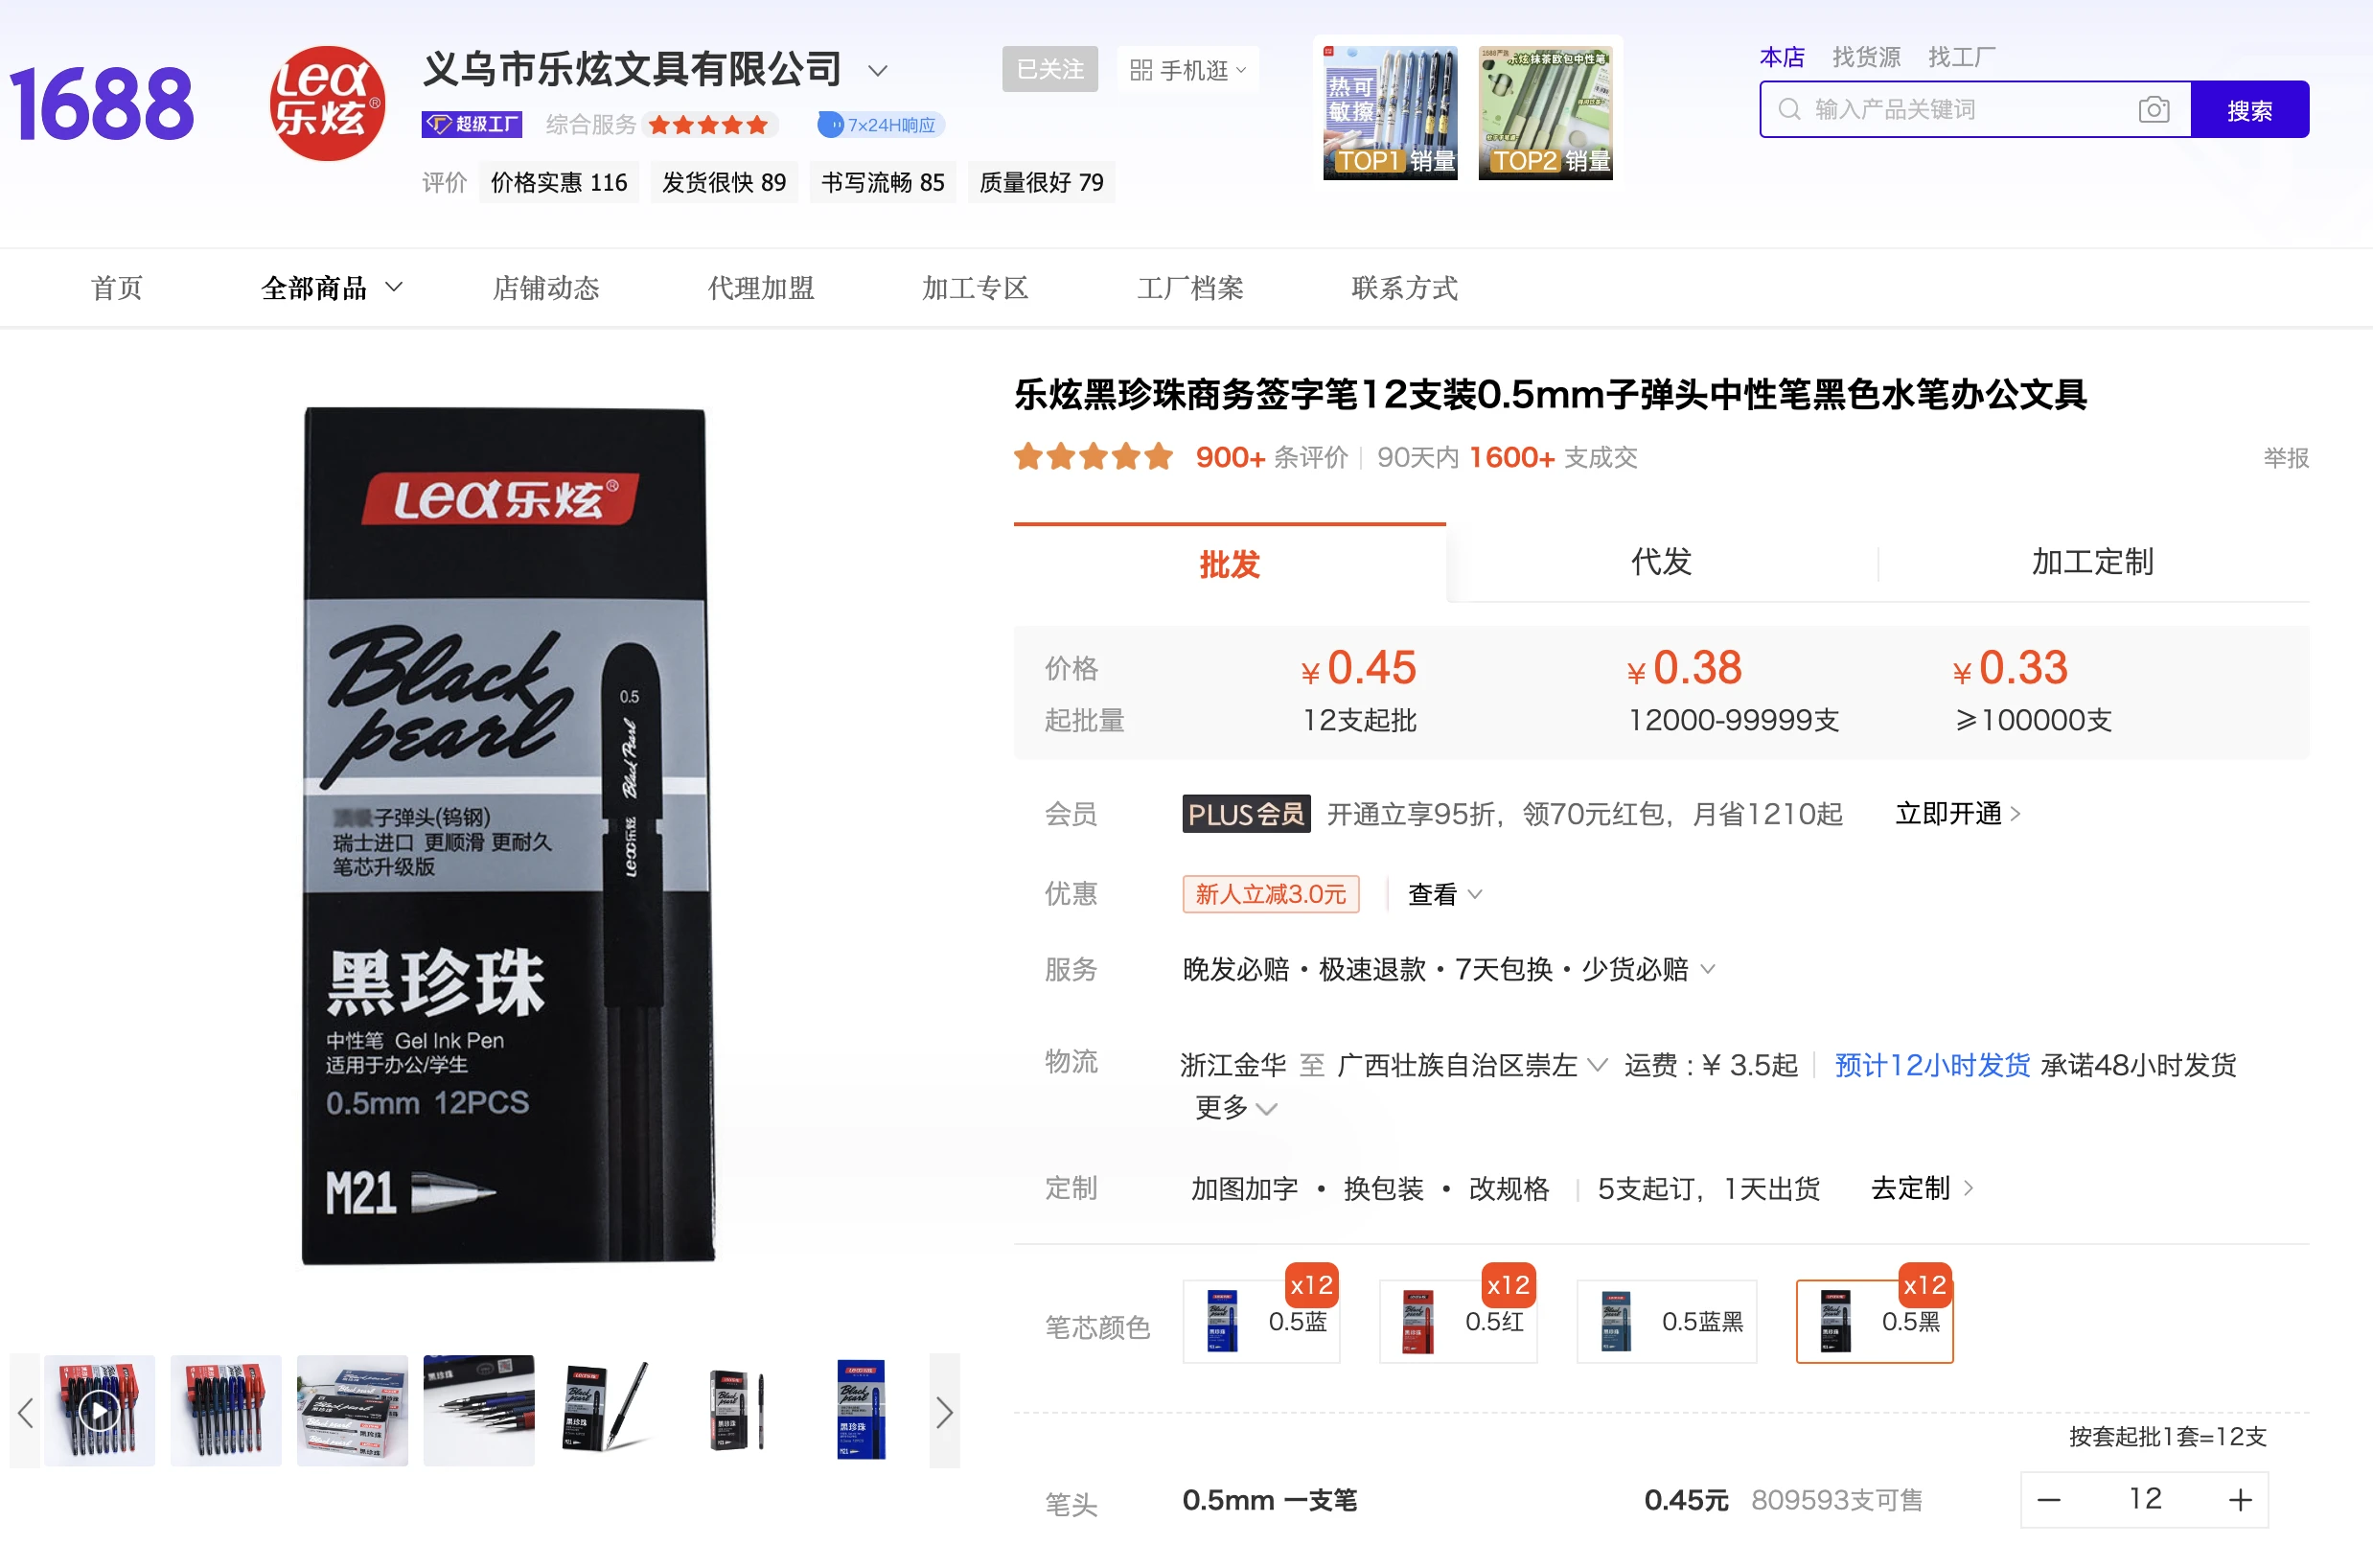 1688
Lea
乐炫®
义乌市乐炫文具有限公司
已关注
手机逛
超级工厂
综合服务
7×24H响应
评价
价格实惠 116
发货很快 89
书写流畅 85
质量很好 79
热可
敏擦
TOP1 销量
乐炫抹茶欧包中性笔
TOP2 销量
本店 找货源 找工厂
输入产品关键词
搜索
首页 全部商品 店铺动态 代理加盟 加工专区 工厂档案 联系方式
Lea乐炫®
Black
pearl
0.5
Black Pearl
Lea乐炫
子弹头(钨钢)
瑞士进口 更顺滑 更耐久
笔芯升级版
黑珍珠
中性笔 Gel Ink Pen
适用于办公/学生
0.5mm 12PCS
M21
乐炫黑珍珠商务签字笔12支装0.5mm子弹头中性笔黑色水笔办公文具
900+ 条评价 90天内 1600+ 支成交
举报
批发 代发 加工定制
价格 ¥0.45 ¥0.38 ¥0.33
起批量 12支起批 12000-99999支 ≥100000支
会员 PLUS会员 开通立享95折，领70元红包，月省1210起 立即开通
优惠 新人立减3.0元 查看
服务 晚发必赔・极速退款・7天包换・少货必赔
物流 浙江金华 至 广西壮族自治区崇左 运费：¥ 3.5起 预计12小时发货 承诺48小时发货
更多
定制 加图加字 • 换包装 • 改规格 5支起订，1天出货 去定制
笔芯颜色
x12
0.5蓝
x12
0.5红
0.5蓝黑
x12
0.5黑
按套起批1套=12支
笔头 0.5mm 一支笔 0.45元 809593支可售 − 12 +